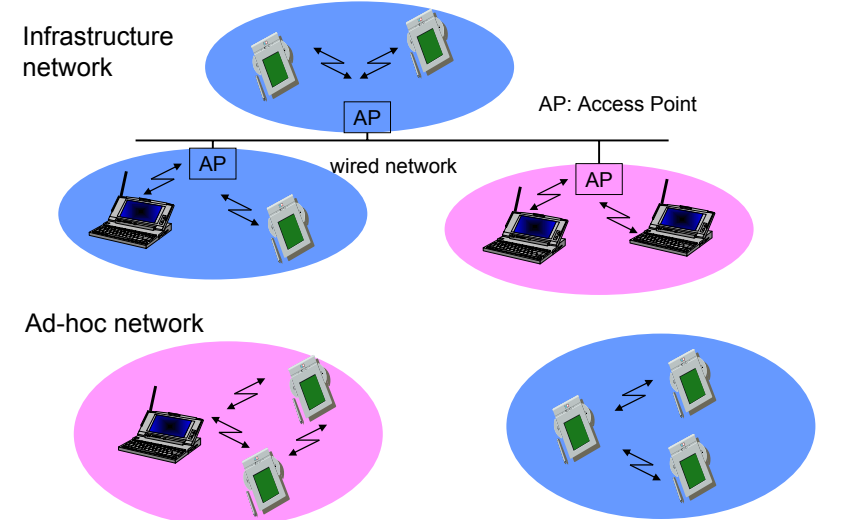 Infrastructure
network
AP
AP: Access Point
AP
wired network
AP
Ad-hoc network